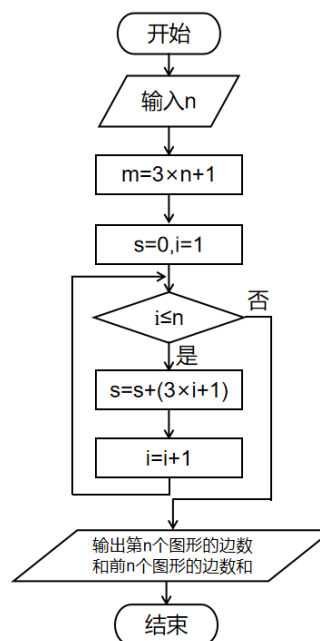 开始
输入n
m=3×n+1
s=0,i=1
i≤n
否
是
s=s+(3×i+1)
i=i+1
输出第n个图形的边数
和前n个图形的边数和
结束